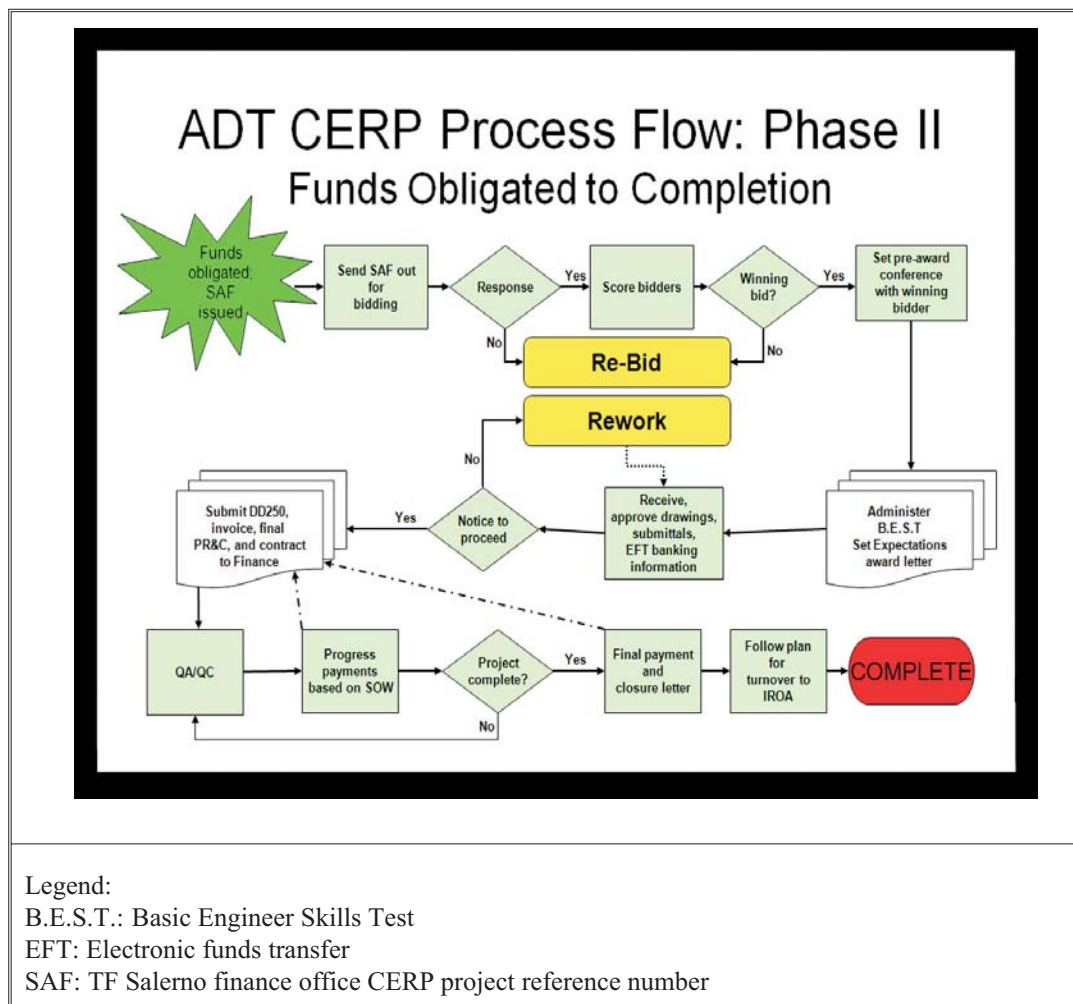 ADT CERP Process Flow: Phase II
Funds Obligated to Completion
Funds
obligated;
SAF
issued
Send SAF out
for
bidding
Response
Yes
Score bidders
Winning
bid?
Yes
Set pre-award
conference
with winning
bidder
No
No
Re-Bid
Rework
No
Submit DD250,
invoice, final
PR&C, and contract
to Finance
Yes
Notice to
proceed
Receive,
approve drawings,
submittals,
EFT banking
information
Administer
B.E.S.T
Set Expectations
award letter
QA/QC
Progress
payments
based on SOW
Project
complete?
Yes
Final payment
and
closure letter
Follow plan
for
turnover to
IROA
COMPLETE
No
Legend:
B.E.S.T.: Basic Engineer Skills Test
EFT: Electronic funds transfer
SAF: TF Salerno finance office CERP project reference number